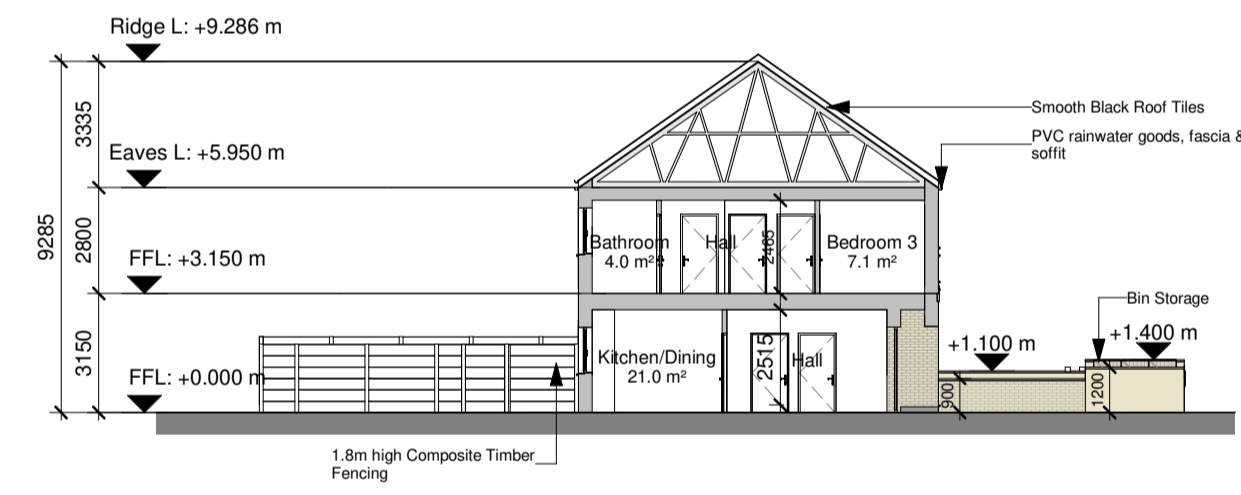 Ridge L: +9.286 m
Smooth Black Roof Tiles
PVC rainwater goods, fascia &
soffit
3335
Eaves L: +5.950 m
9285
2800
Bathroom
4.0 m²
Hall
2465
Bedroom 3
7.1 m²
FFL: +3.150 m
Bin Storage
+1.400 m
+1.100 m
3150
Kitchen/Dining
21.0 m²
2515
Hall
FFL: +0.000 m
900
1200
1.8m high Composite Timber
Fencing